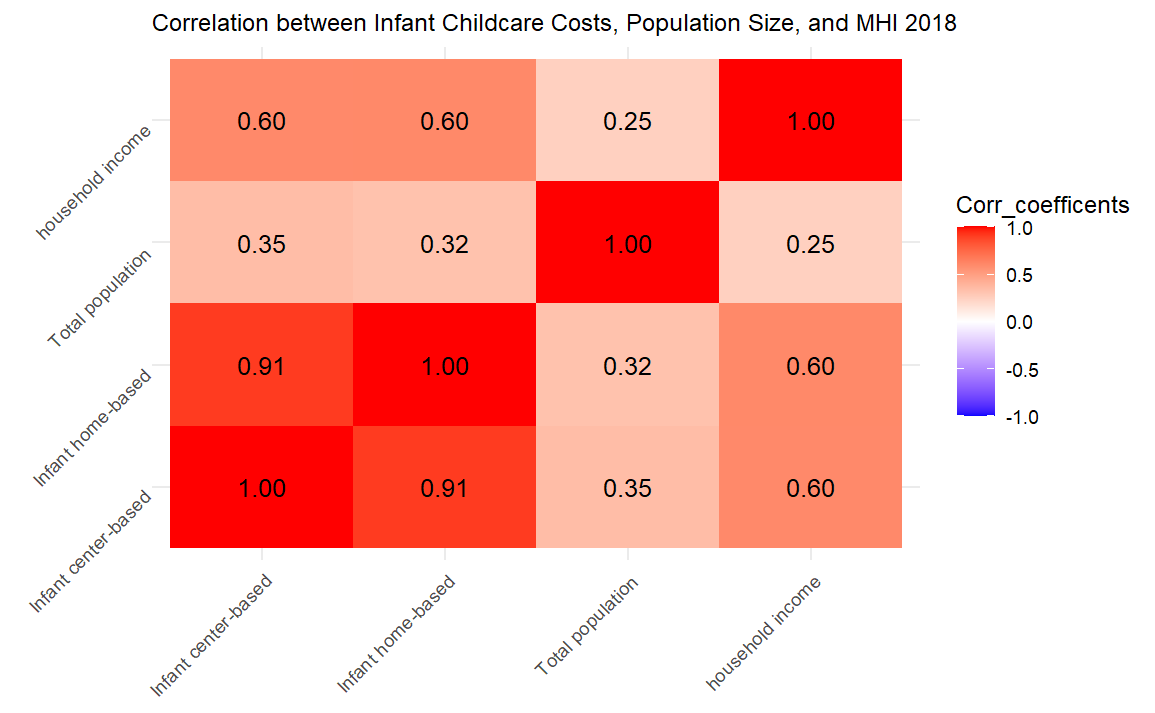 Correlation between Infant Childcare Costs, Population Size, and MHI 2018
household income
0.60 0.60 0.25 1.00
Total population
0.35 0.32 1.00 0.25
Infant home-based
0.91 1.00 0.32 0.60
Infant center-based
1.00 0.91 0.35 0.60
Infant center-based
Infant home-based
Total population
household income
Corr_coefficents
1.0
0.5
0.0
-0.5
-1.0